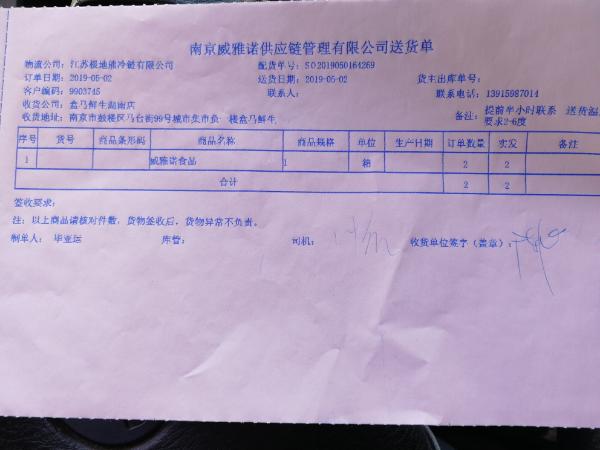 南京威雅诺供应链管理有限公司送货单
物流公司：江苏极地熊冷链有限公司 配货单号：SO2019050164269
订单日期：2019-05-02 送货日期：2019-05-02 货主出库单号：
客户编码：9903745 联系人： 联系电话：13915987014
收货公司：盒马鲜生湖南店 备注：提前半小时联系 送货温
收货地址：南京市鼓楼区马台街99号城市集市负一楼盒马鲜生 要求2-6度
序号 货号 商品条形码 商品名称 商品规格 单位 生产日期 订单数量 实发 备注
1 威雅诺食品 1 箱 2 2
合计 2 2
签收要求：
注：以上商品请核对件数，货物签收后，货物异常不负责。
制单人：毕亚运 库管： 司机： 收货单位签字（盖章）：